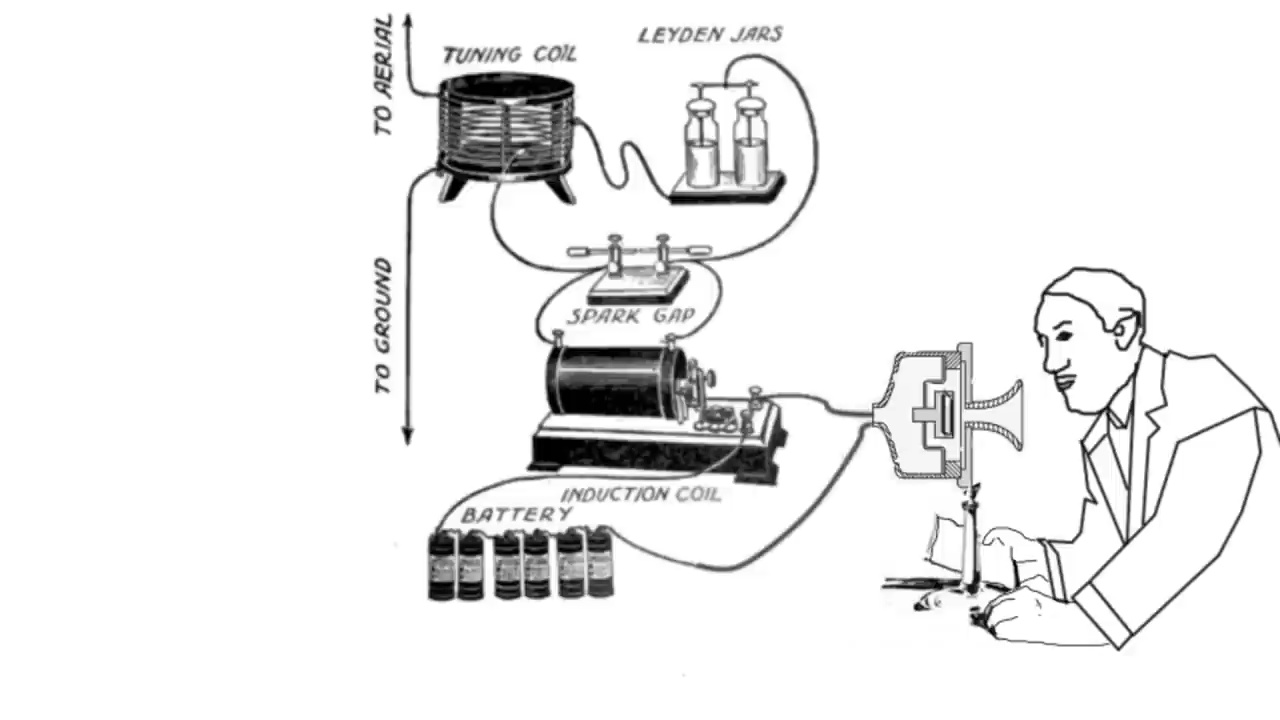 TO AERIAL
TUNING COIL
LEYDEN JARS
TO GROUND
SPARK GAP
INDUCTION COIL
BATTERY